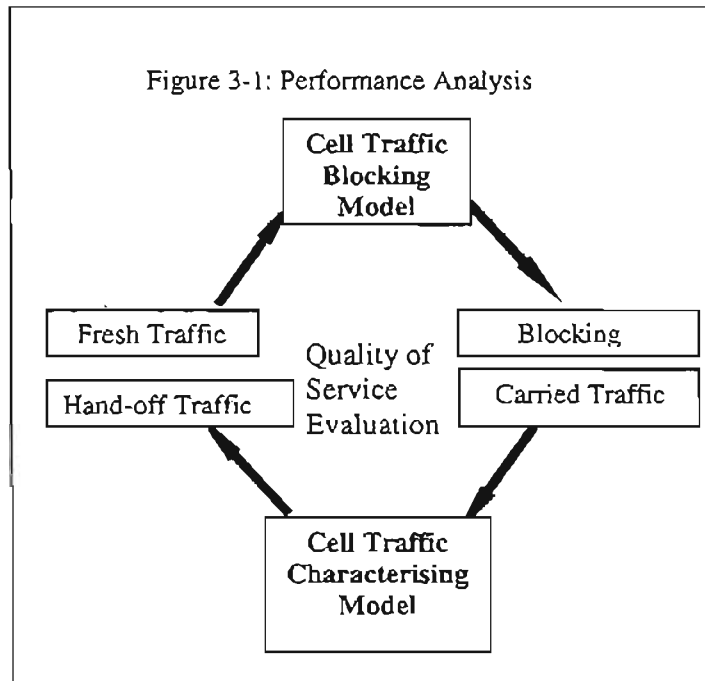 Figure 3-1: Performance Analysis
Cell Traffic
Blocking
Model
Fresh Traffic
Blocking
Hand-off Traffic
Quality of
Service
Evaluation
Carried Traffic
Cell Traffic
Characterising
Model